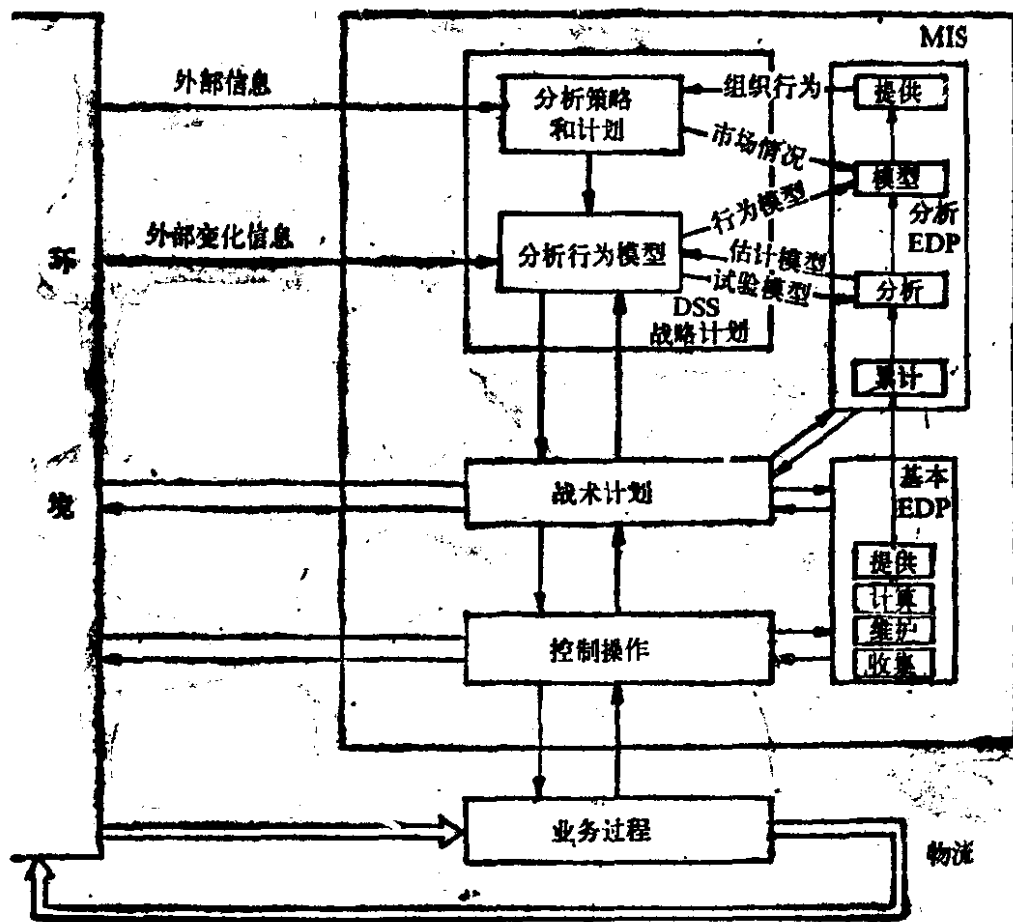 MIS
外部信息
分析策略
和计划
组织行为
提供
市场情况
模型
行为模型
分析
EDP
外部变化信息
分析行为模型
估计模型
试验模型
分析
DSS
战略计划
累计
环
境
战术计划
基本
EDP
提供
计算
维护
收集
控制操作
业务过程
物流